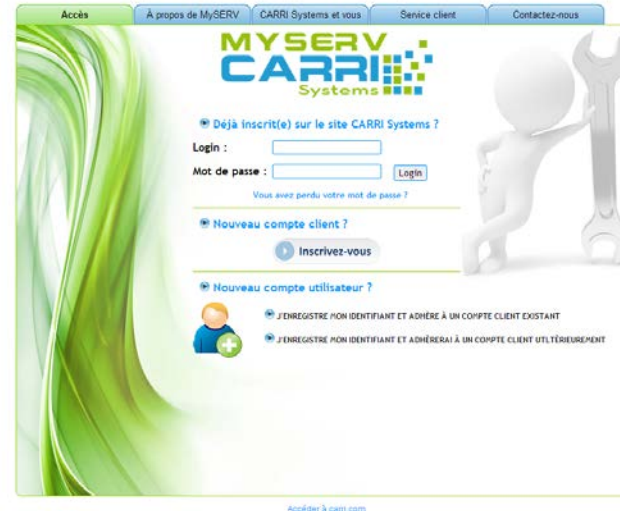 Accès
À propos de MySERV
CARRI Systems et vous
Service client
Contactez-nous
MYSERV
CARRI
Systems
Déjà inscrit(e) sur le site CARRI Systems ?
Login :
Mot de passe :
Login
Vous avez perdu votre mot de passe ?
Nouveau compte client ?
Inscrivez-vous
Nouveau compte utilisateur ?
J'ENREGISTRE MON IDENTIFIANT ET ADHÈRE À UN COMPTE CLIENT EXISTANT
J'ENREGISTRE MON IDENTIFIANT ET ADHÈRERAI À UN COMPTE CLIENT UTLTÈRIEUREMENT
Accéder à carri.com